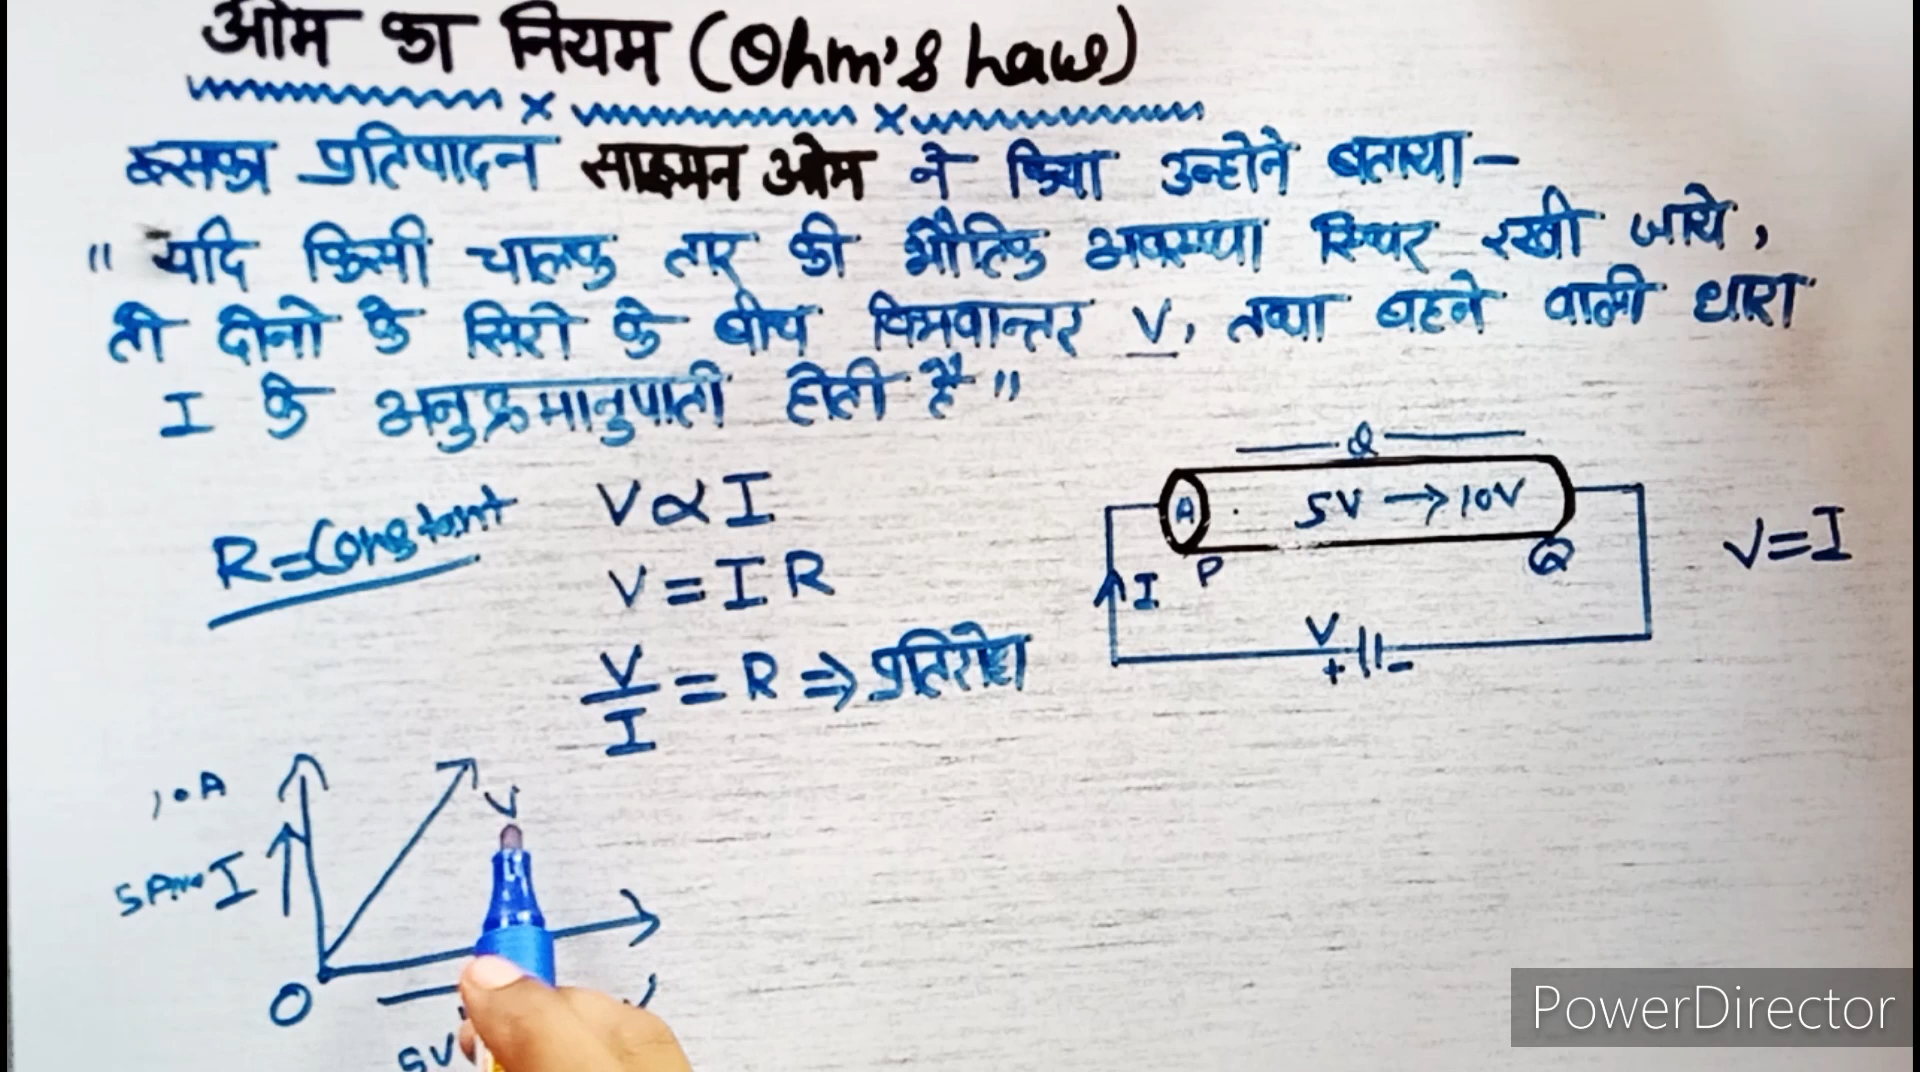 ओम का नियम (Ohm's Law)
इसका प्रतिपादन साइमन ओम ने किया उन्होने बताया-
" यदि किसी चालक तार की भौतिक अवस्था स्थिर रखी जाये,
तो दोनो के सिरो के बीच विभवान्तर V, तथा बहने वाली धारा
I के अनुक्रमानुपाती होती है "
R=Constant
V∝I
V=IR
V/I = R ⇒ प्रतिरोध
A
5V → 10V
P
Q
I
V
+ -
V=I
10A
I
V
O
5V
PowerDirector